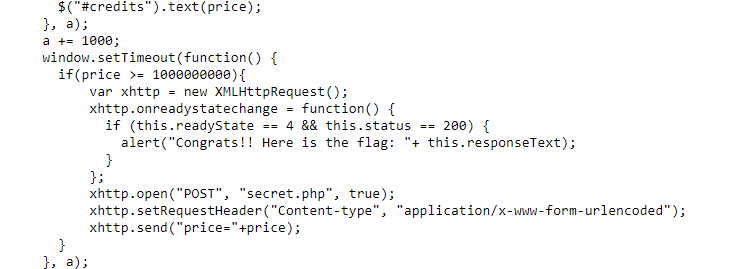 $("#credits").text(price);
}, a);
a += 1000;
window.setTimeout(function() {
if(price >= 1000000000){
var xhttp = new XMLHttpRequest();
xhttp.onreadystatechange = function() {
if (this.readyState == 4 && this.status == 200) {
alert("Congrats!! Here is the flag: "+ this.responseText);
}
};
xhttp.open("POST", "secret.php", true);
xhttp.setRequestHeader("Content-type", "application/x-www-form-urlencoded");
xhttp.send("price="+price);
}
}, a);